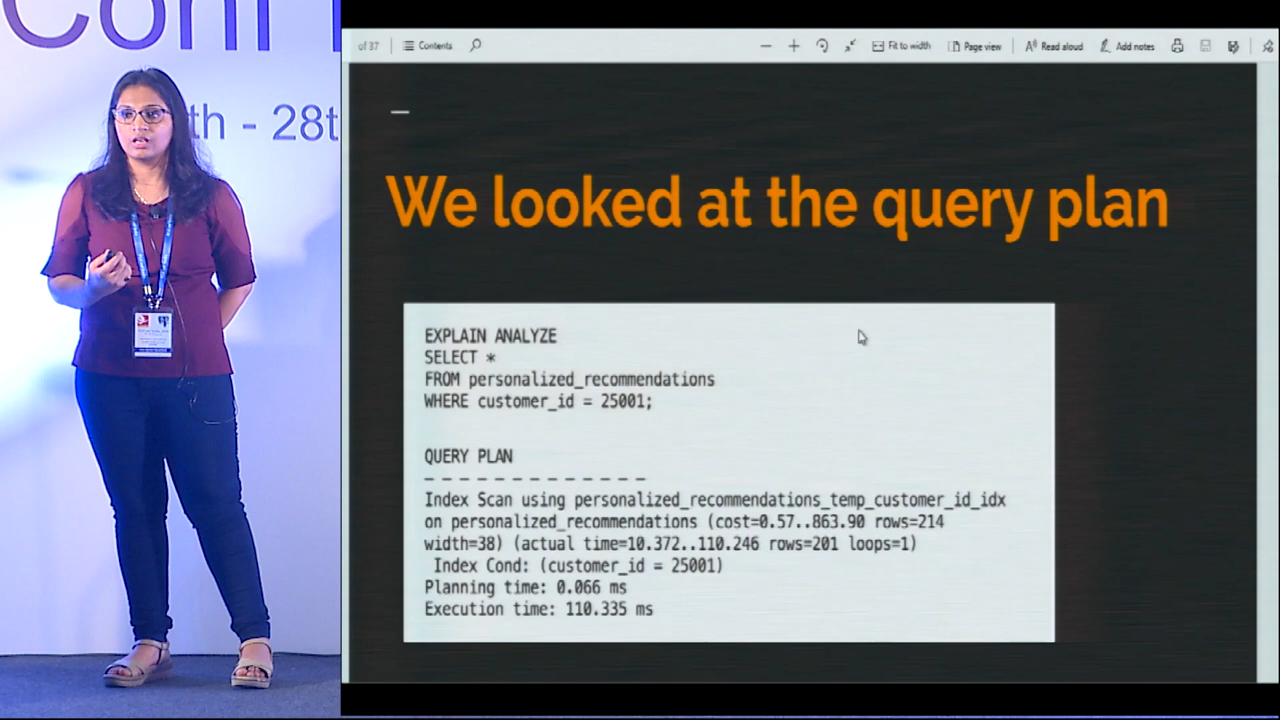 Conf
th - 28t
of 37
Contents
Fit to width
Page view
Read aloud
Add notes
We looked at the query plan
EXPLAIN ANALYZE
SELECT *
FROM personalized_recommendations
WHERE customer_id = 25001;
QUERY PLAN
- - - - - - - - - - - - -
Index Scan using personalized_recommendations_temp_customer_id_idx
on personalized_recommendations (cost=0.57..863.90 rows=214
width=38) (actual time=10.372..110.246 rows=201 loops=1)
Index Cond: (customer_id = 25001)
Planning time: 0.066 ms
Execution time: 110.335 ms